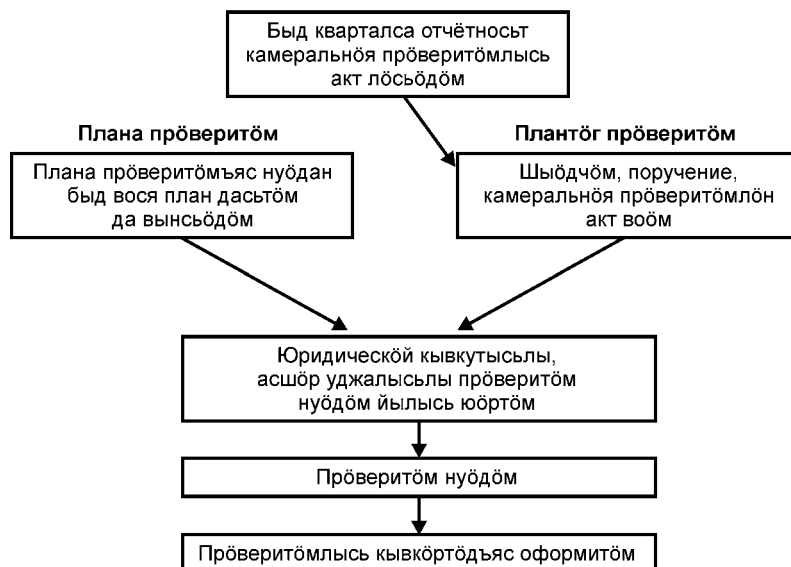 Быд кварталса отчётносьт
камеральнӧя прӧверитӧмлысь
акт лӧсьӧдӧм
Плана прӧверитӧм
Плана прӧверитӧмъяс нуӧдан
быд вося план дасьтӧм
да вынсьӧдӧм
Плантӧг прӧверитӧм
Шыӧдчӧм, поручение,
камеральнӧя прӧверитӧмлӧн
акт воӧм
Юридическӧй кывкутысьлы,
асшӧр уджалысьлы прӧверитӧм
нуӧдӧм йылысь юӧртӧм
Прӧверитӧм нуӧдӧм
Прӧверитӧмлысь кывкӧртӧдъяс оформитӧм